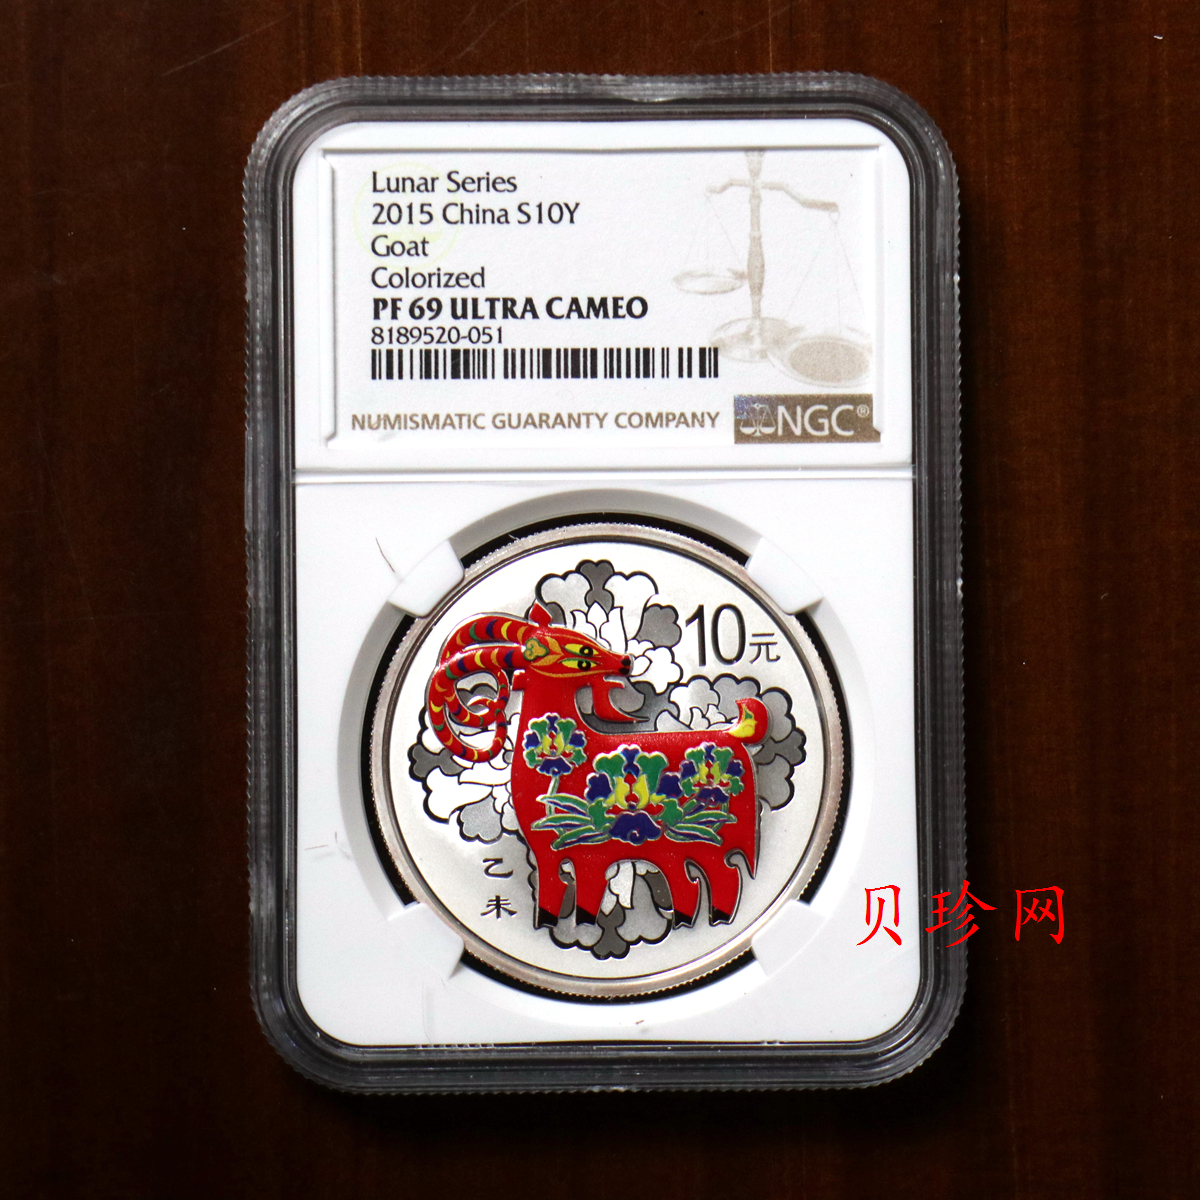 Lunar Series
2015 China S10Y
Goat
Colorized
PF 69 ULTRA CAMEO
8189520-051
NUMISMATIC GUARANTY COMPANY
NGC®
10元
乙
未
贝珍网